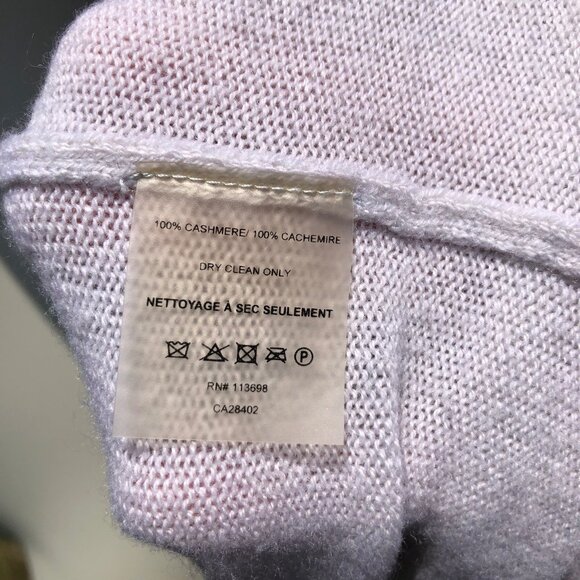 100% CASHMERE/ 100% CACHEMIRE
DRY CLEAN ONLY
NETTOYAGE À SEC SEULEMENT
P
RN# 113698
CA28402